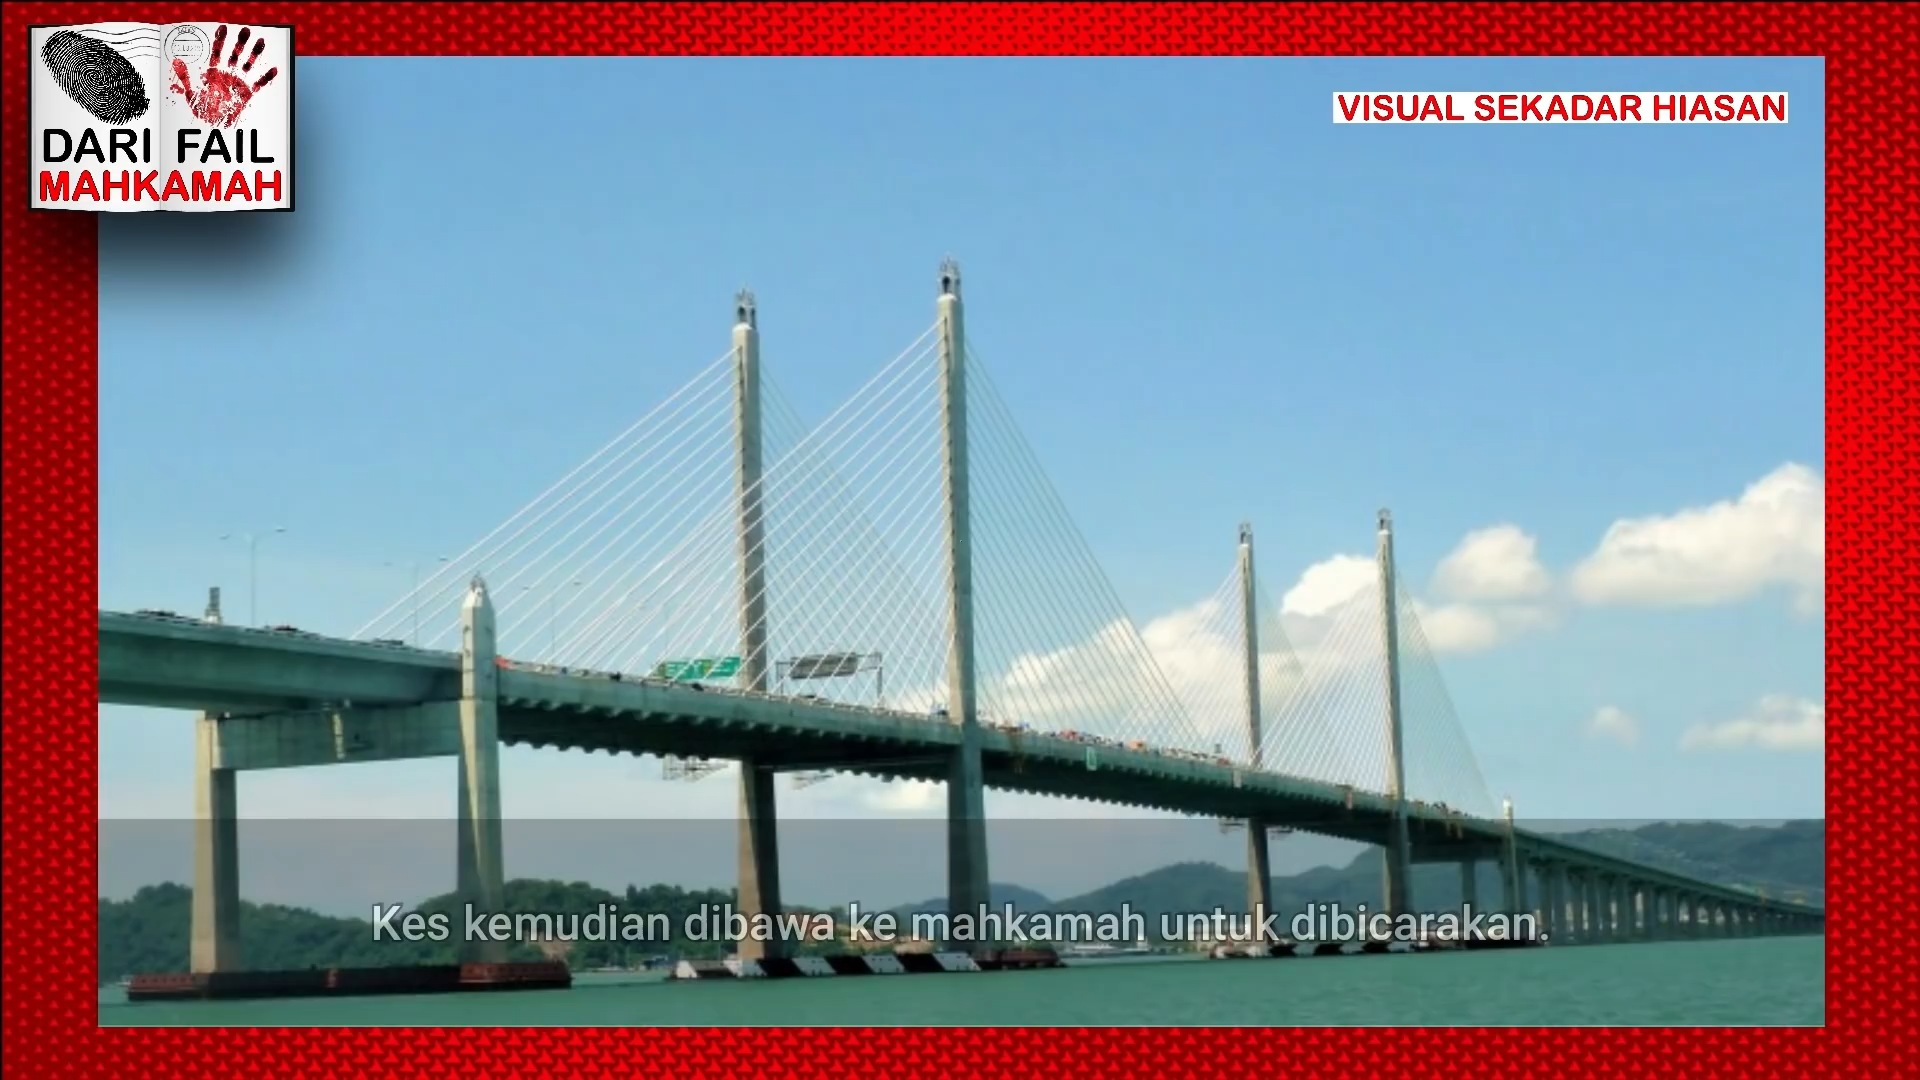 DARI FAIL
MAHKAMAH
VISUAL SEKADAR HIASAN
Kes kemudian dibawa ke mahkamah untuk dibicarakan.